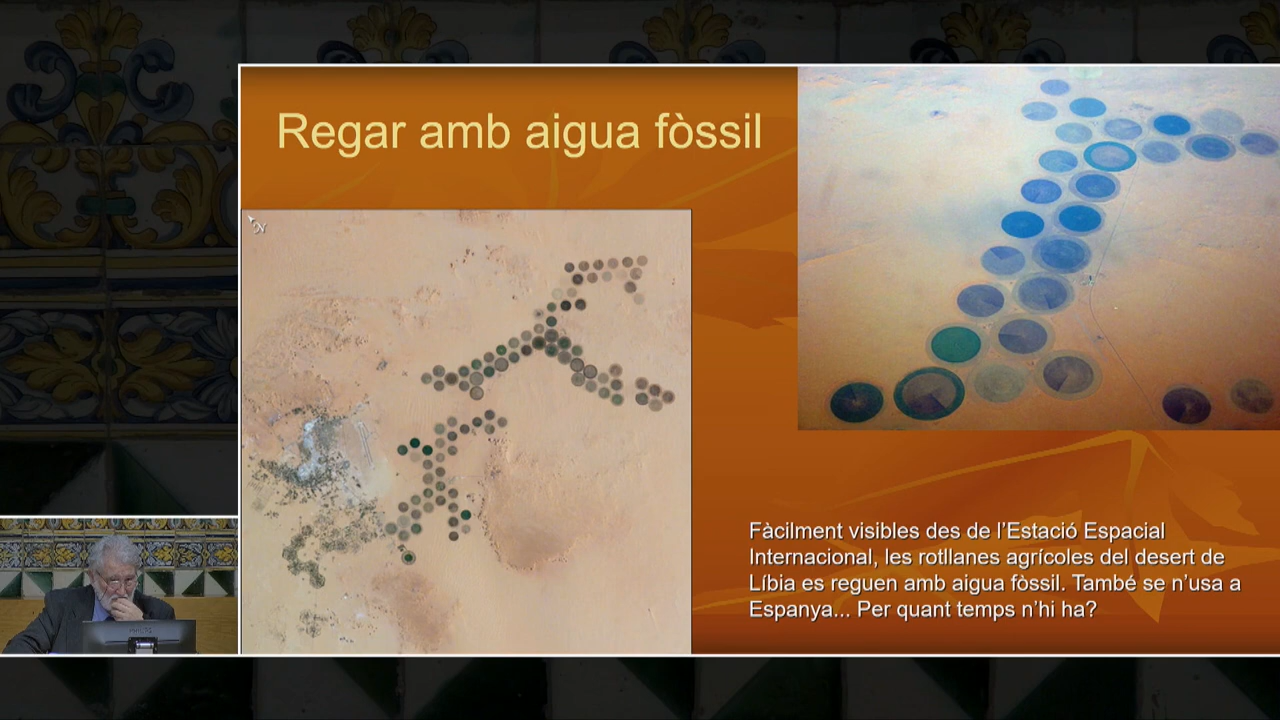 Regar amb aigua fòssil
N
Fàcilment visibles des de l'Estació Espacial
Internacional, les rotllanes agrícoles del desert de
Líbia es reguen amb aigua fòssil. També se n'usa a
Espanya... Per quant temps n'hi ha?
PHILIPS